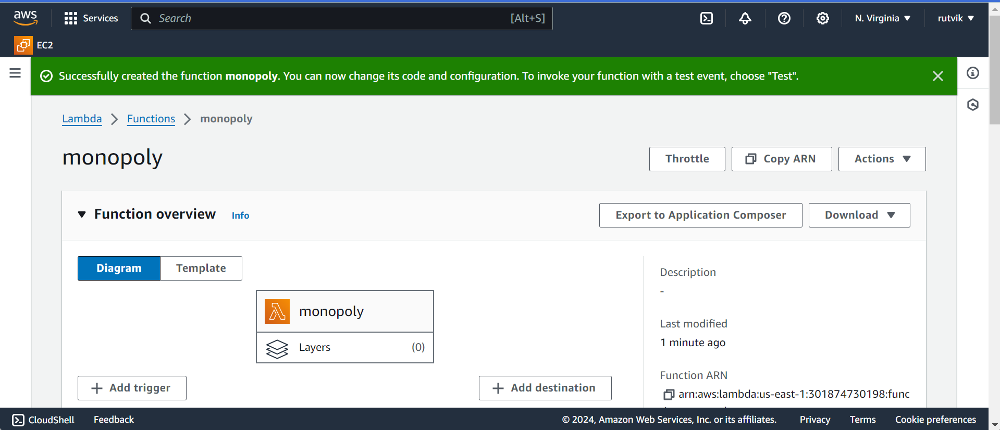 aws
Services
Search
[Alt+S]
N. Virginia
rutvik
EC2
Successfully created the function monopoly. You can now change its code and configuration. To invoke your function with a test event, choose "Test".
Lambda
Functions
monopoly
monopoly
Throttle
Copy ARN
Actions
Function overview
Info
Export to Application Composer
Download
Diagram
Template
monopoly
Layers
(0)
Add trigger
Add destination
Description
-
Last modified
1 minute ago
Function ARN
arn:aws:lambda:us-east-1:301874730198:func
CloudShell
Feedback
© 2024, Amazon Web Services, Inc. or its affiliates.
Privacy
Terms
Cookie preferences